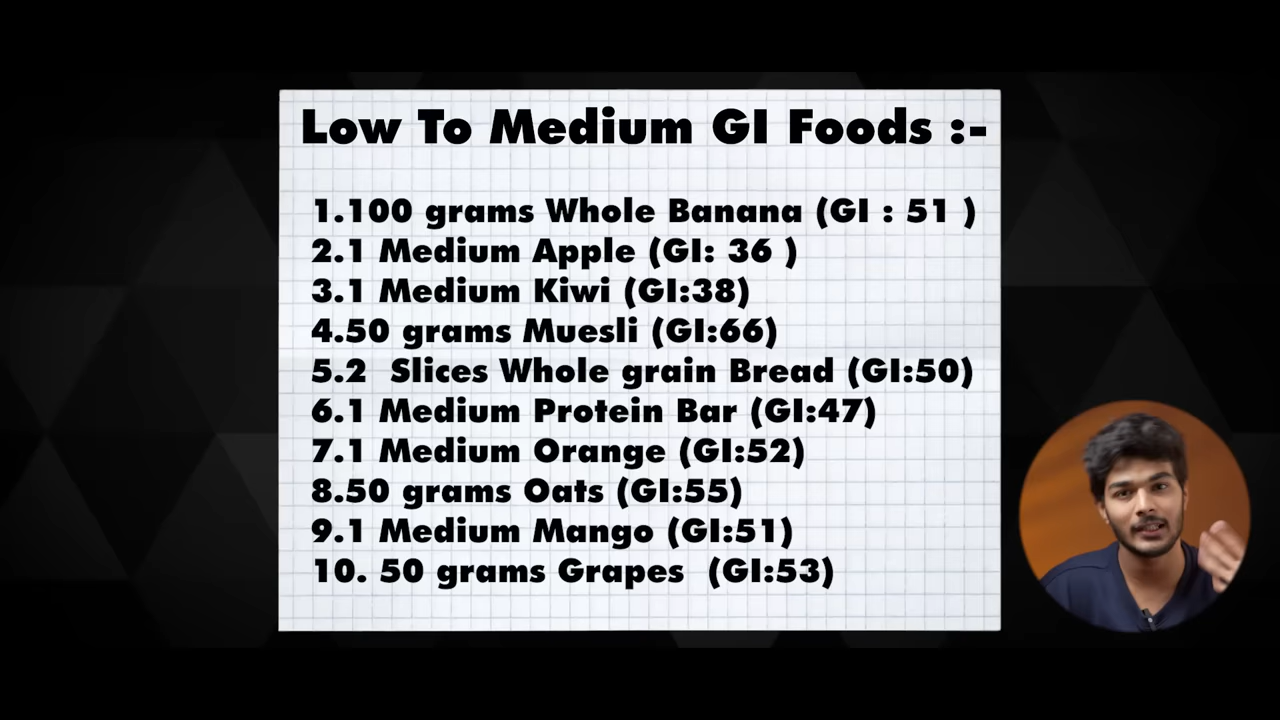 Low To Medium GI Foods :-
1.100 grams Whole Banana (GI : 51 )
2.1 Medium Apple (GI: 36 )
3.1 Medium Kiwi (GI:38)
4.50 grams Muesli (GI:66)
5.2  Slices Whole grain Bread (GI:50)
6.1 Medium Protein Bar (GI:47)
7.1 Medium Orange (GI:52)
8.50 grams Oats (GI:55)
9.1 Medium Mango (GI:51)
10. 50 grams Grapes  (GI:53)